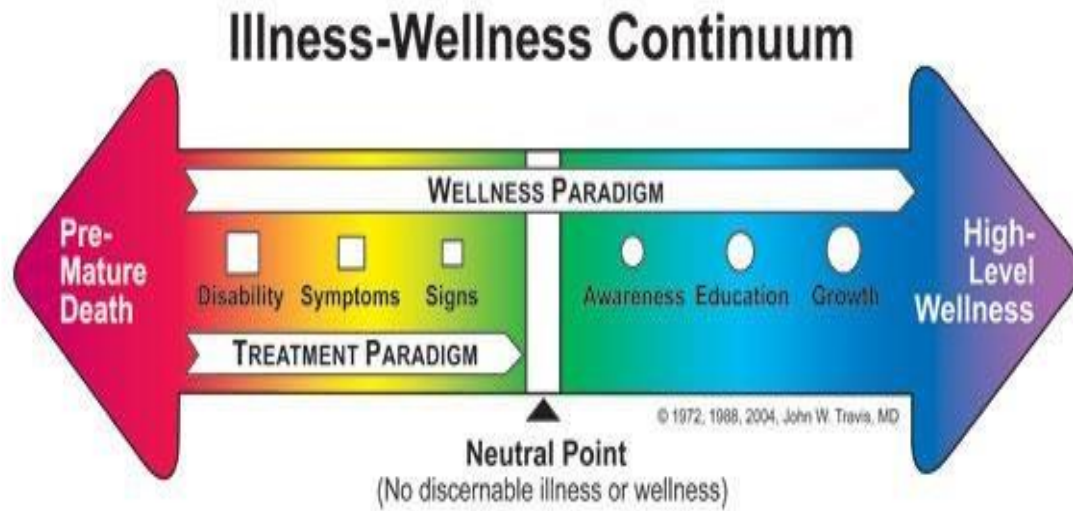 Illness-Wellness Continuum
WELLNESS PARADIGM
Pre-
Mature
Death
Disability Symptoms Signs
Awareness Education Growth
High-
Level
Wellness
TREATMENT PARADIGM
© 1972, 1988, 2004, John W. Travis, MD
Neutral Point
(No discernable illness or wellness)